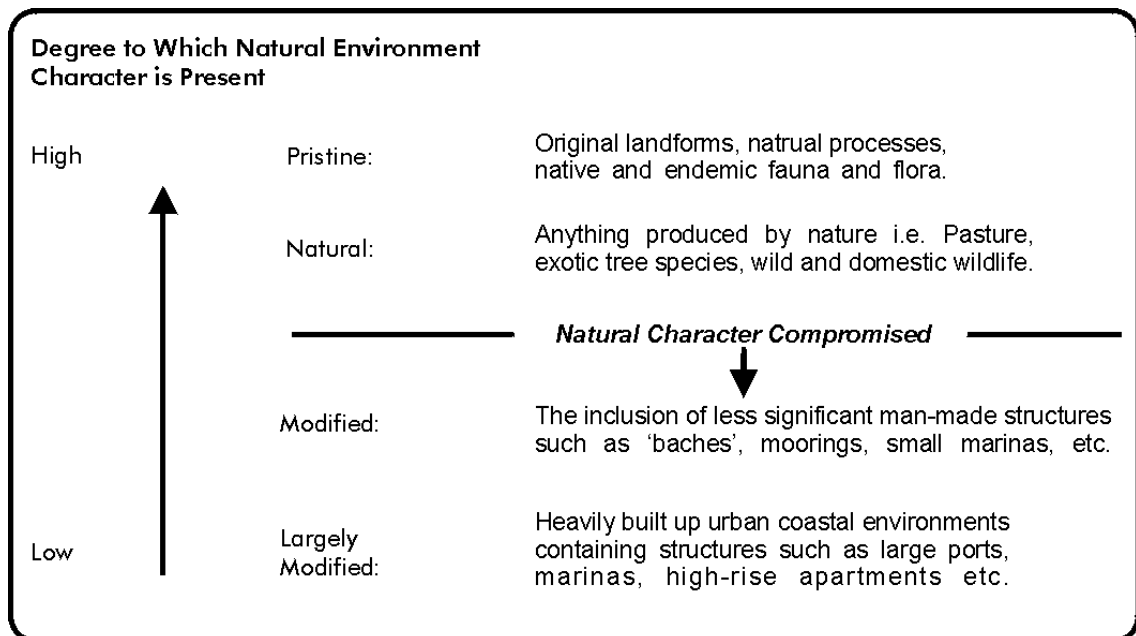 Degree to Which Natural Environment
Character is Present
High
Pristine:
Original landforms, natrual processes,
native and endemic fauna and flora.
Natural:
Anything produced by nature i.e. Pasture,
exotic tree species, wild and domestic wildlife.
Natural Character Compromised
Modified:
The inclusion of less significant man-made structures
such as ‘baches’, moorings, small marinas, etc.
Low
Largely
Modified:
Heavily built up urban coastal environments
containing structures such as large ports,
marinas, high-rise apartments etc.